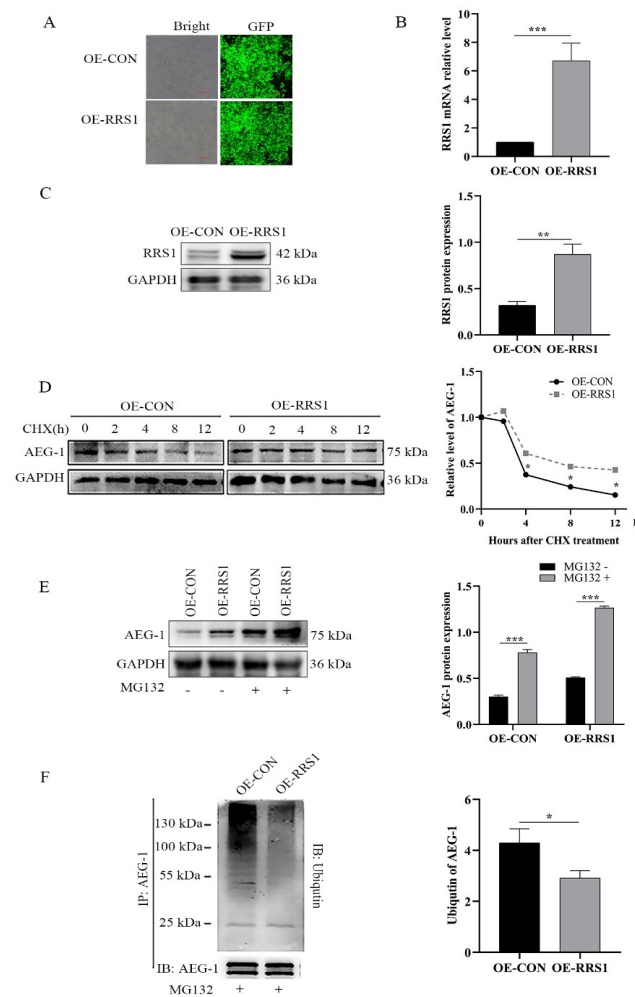 A
Bright
GFP
OE-CON
OE-RRS1
B
RRS1 mRNA relative level
10
8
6
4
2
0
***
OE-CON OE-RRS1
C
OE-CON OE-RRS1
RRS1
42 kDa
GAPDH
36 kDa
RRS1 protein expression
1.5
1.0
0.5
0.0
**
OE-CON OE-RRS1
D
OE-CON
OE-RRS1
CHX(h) 0 2 4 8 12 0 2 4 8 12
AEG-1
75 kDa
GAPDH
36 kDa
Relative level of AEG-1
1.5
1.0
0.5
0.0
OE-CON
OE-RRS1
*
*
*
0 4 8 12
Hours after CHX treatment
E
OE-CON
OE-RRS1
OE-CON
OE-RRS1
AEG-1
75 kDa
GAPDH
36 kDa
MG132 - - + +
MG132 -
MG132 +
AEG-1 protein expression
1.5
1.0
0.5
0.0
***
***
OE-CON OE-RRS1
F
OE-CON
OE-RRS1
IP: AEG-1
130 kDa
100 kDa
55 kDa
25 kDa
IB: Ubiqutin
IB: AEG-1
MG132 + +
Ubiqutin of AEG-1
6
4
2
0
*
OE-CON OE-RRS1